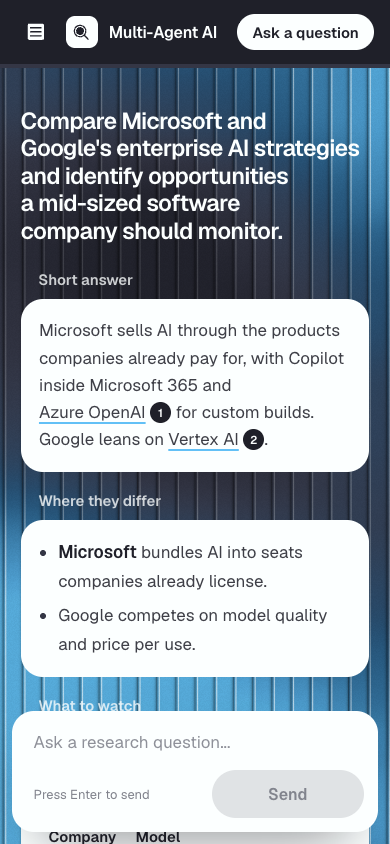 Multi-Agent AI
Ask a question
Compare Microsoft and
Google's enterprise AI strategies
and identify opportunities
a mid-sized software
company should monitor.
Short answer
Microsoft sells AI through the products
companies already pay for, with Copilot
inside Microsoft 365 and
Azure OpenAI 1 for custom builds.
Google leans on Vertex AI 2.
Where they differ
• Microsoft bundles AI into seats
companies already license.
• Google competes on model quality
and price per use.
What to watch
Ask a research question...
Press Enter to send
Send
Company Model